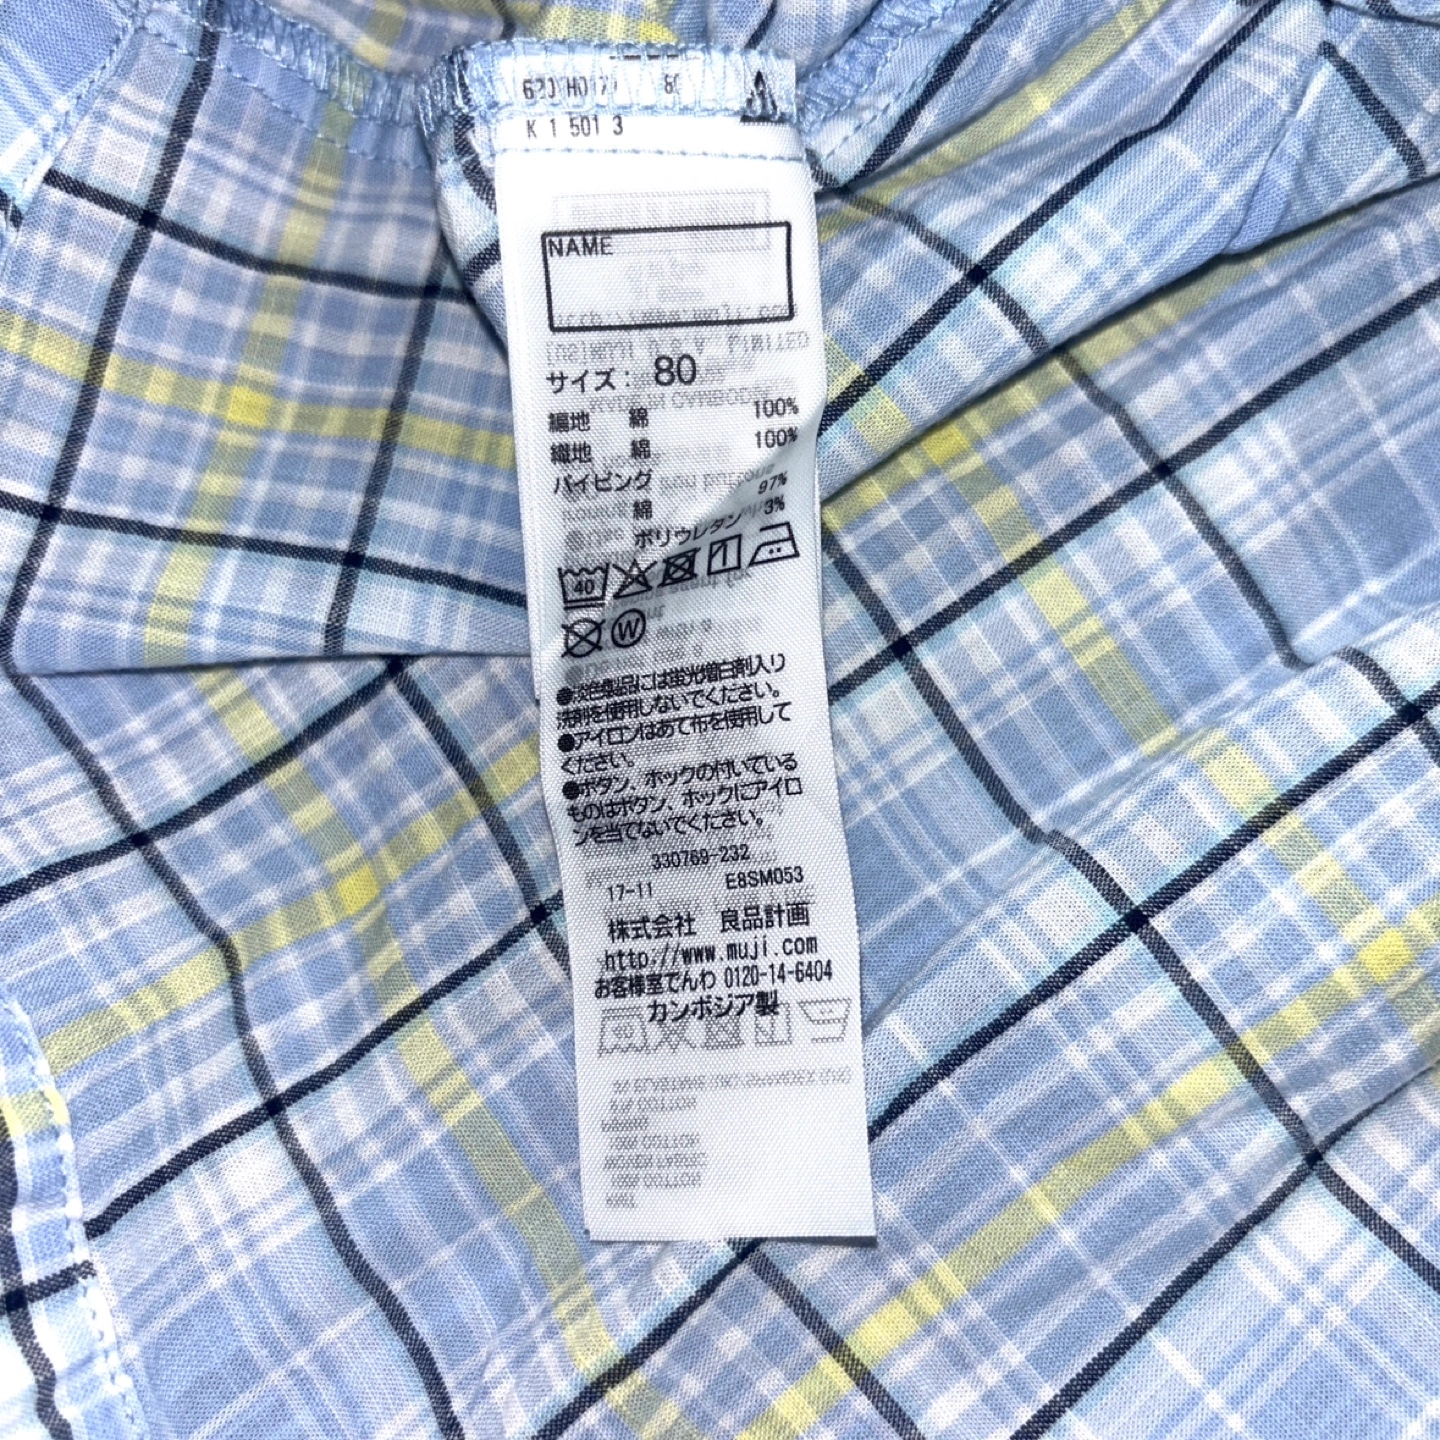 K 1 501 3
NAME
サイズ: 80
編地 綿 100%
織地 綿 100%
パイピング
綿 97%
ポリウレタン 3%
40
W
●淡色製品には蛍光増白剤入り
洗剤を使用しないでください。
●アイロンはあて布を使用して
ください。
●ボタン、ホックの付いている
ものはボタン、ホックにアイロ
ンを当てないでください。
330769-232
17-11 E8SM053
株式会社 良品計画
http://www.muji.com
お客様室でんわ 0120-14-6404
カンボジア製